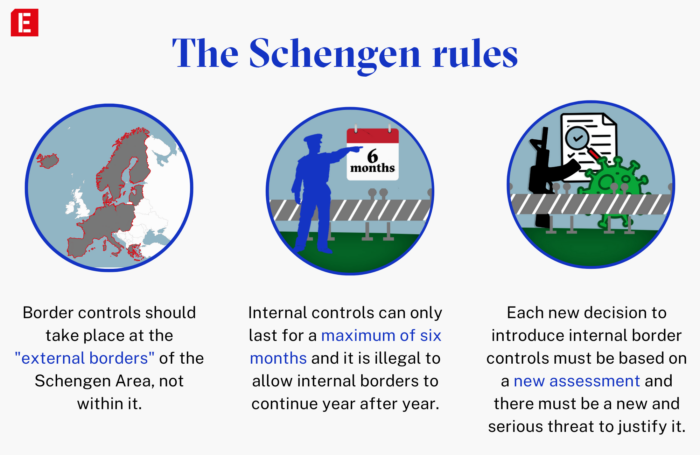 E
The Schengen rules
6
months
Border controls should
take place at the
"external borders" of the
Schengen Area, not
within it.
Internal controls can only
last for a maximum of six
months and it is illegal to
allow internal borders to
continue year after year.
Each new decision to
introduce internal border
controls must be based on
a new assessment and
there must be a new and
serious threat to justify it.